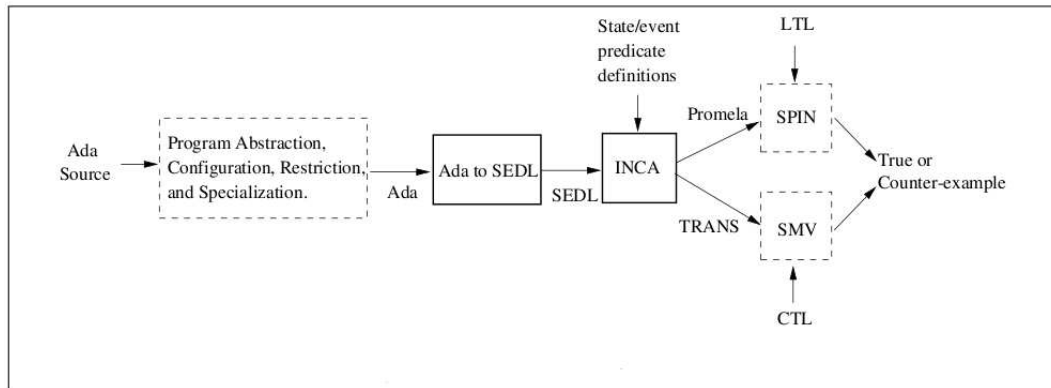 State/event
predicate
definitions
LTL
Promela
SPIN
Ada
Source
Program Abstraction,
Configuration, Restriction,
and Specialization.
Ada
Ada to SEDL
SEDL
INCA
True or
Counter-example
TRANS
SMV
CTL